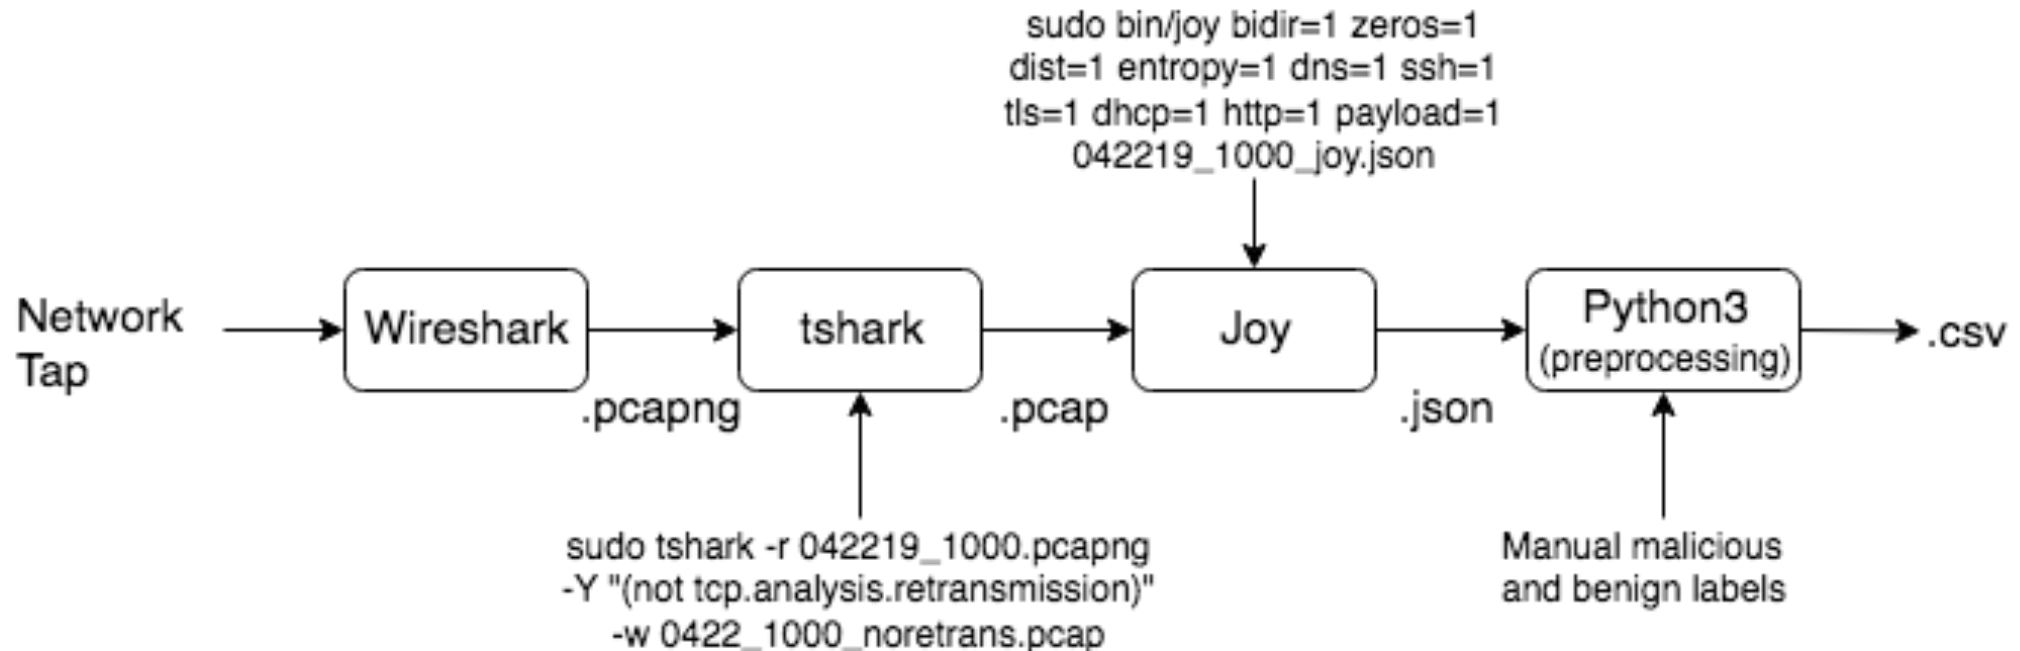 sudo bin/joy bidir=1 zeros=1
dist=1 entropy=1 dns=1 ssh=1
tls=1 dhcp=1 http=1 payload=1
042219_1000_joy.json
Network
Tap
Wireshark
.pcapng
tshark
.pcap
Joy
.json
Python3
(preprocessing)
.csv
sudo tshark -r 042219_1000.pcapng
-Y "(not tcp.analysis.retransmission)"
-w 0422_1000_noretrans.pcap
Manual malicious
and benign labels